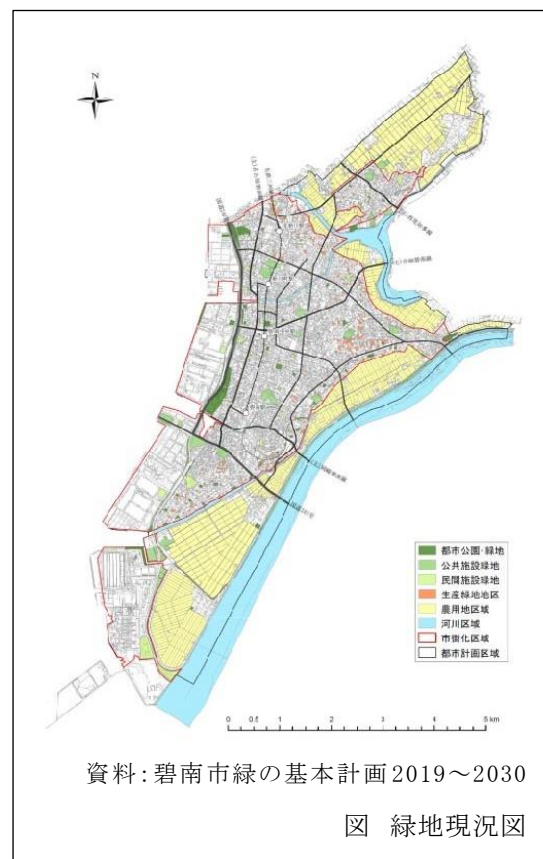 N
都市公園・緑地
公共施設緑地
民間施設緑地
生産緑地地区
農用地区域
河川区域
市街化区域
都市計画区域
0 0.5 1 2 3 4 5 km
資料:碧南市緑の基本計画2019～2030
図 緑地現況図